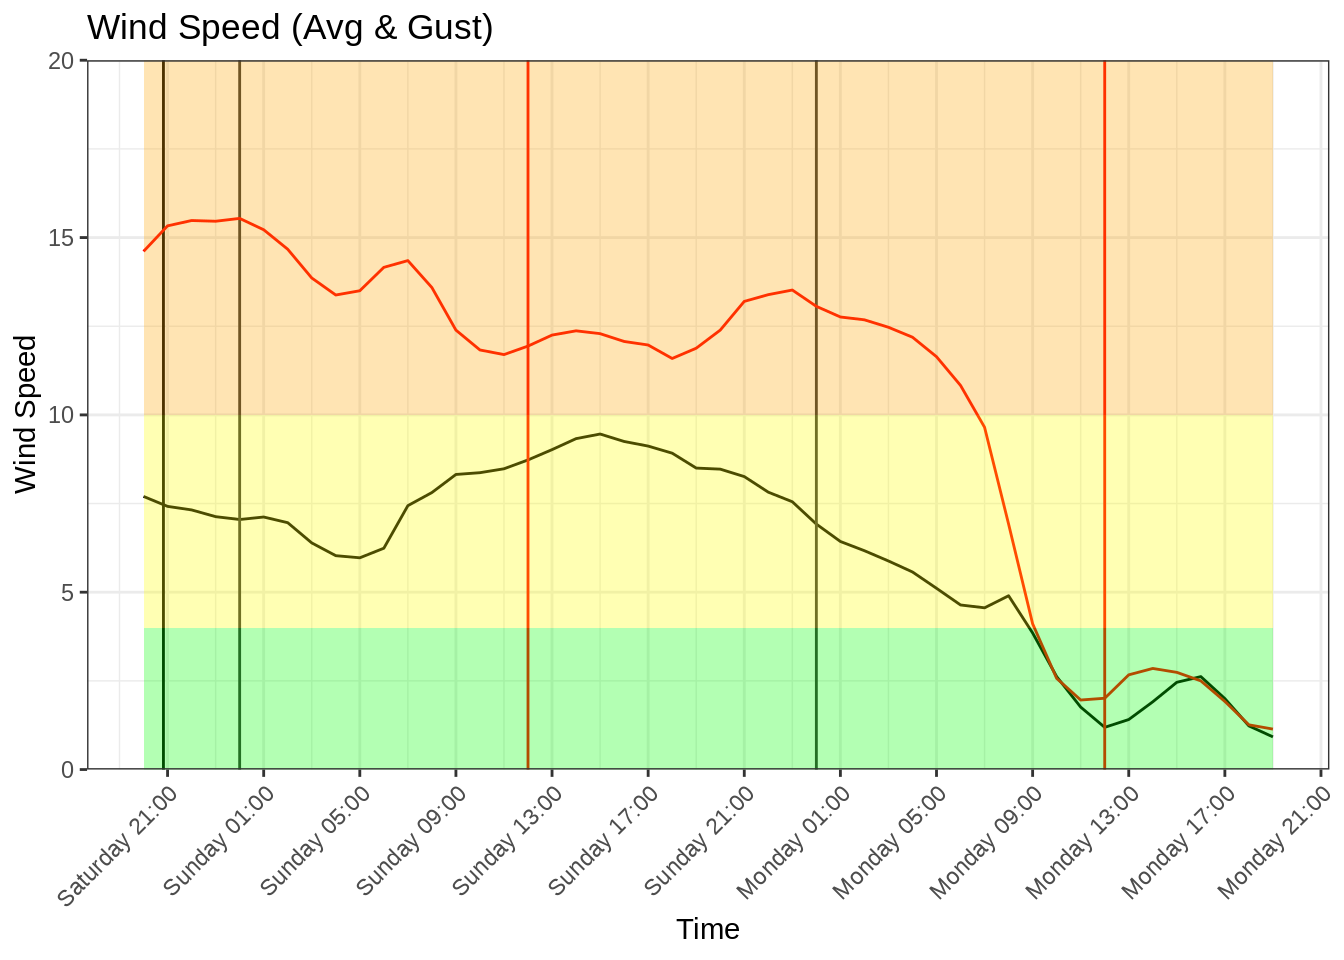 Wind Speed (Avg & Gust)
20
15
10
5
0
Wind Speed
Saturday 21:00
Sunday 01:00
Sunday 05:00
Sunday 09:00
Sunday 13:00
Sunday 17:00
Sunday 21:00
Monday 01:00
Monday 05:00
Monday 09:00
Monday 13:00
Monday 17:00
Monday 21:00
Time